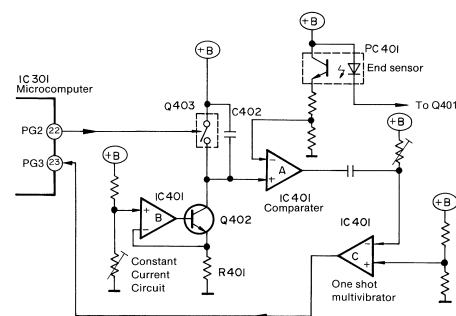 +B
PC401
End sensor
IC301
Microcomputer
+B
Q403
C402
To Q401
PG2 22
PG3 23
+B
+B
IC401
B
+
-
Q402
-
+
A
IC401
Comparater
IC401
+B
C
-
+
Constant
Current
Circuit
R401
One shot
multivibrator